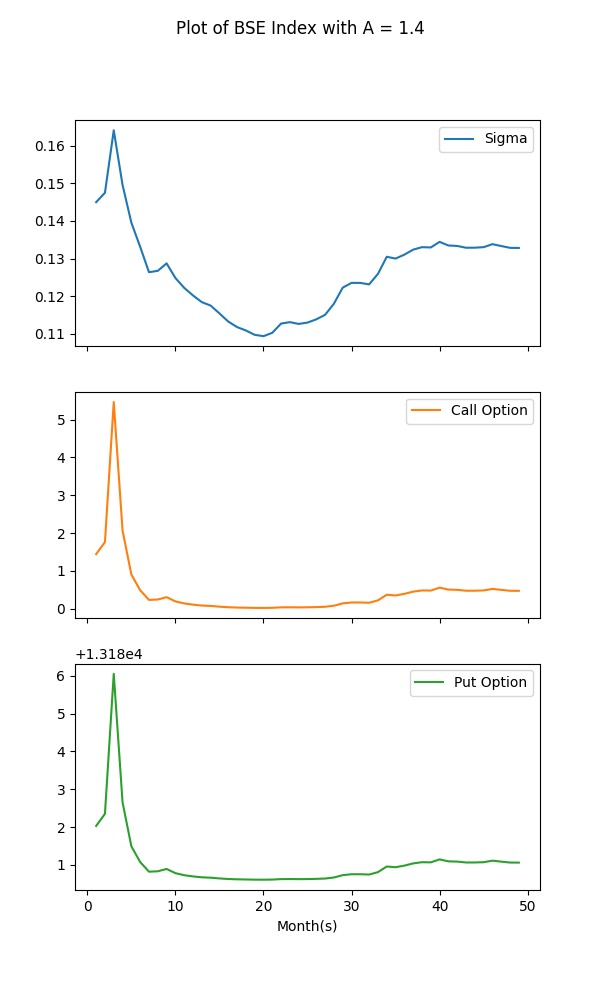 Plot of BSE Index with A = 1.4
Sigma
0.16
0.15
0.14
0.13
0.12
0.11
Call Option
5
4
3
2
1
0
+1.318e4
Put Option
6
5
4
3
2
1
0 10 20 30 40 50
Month(s)